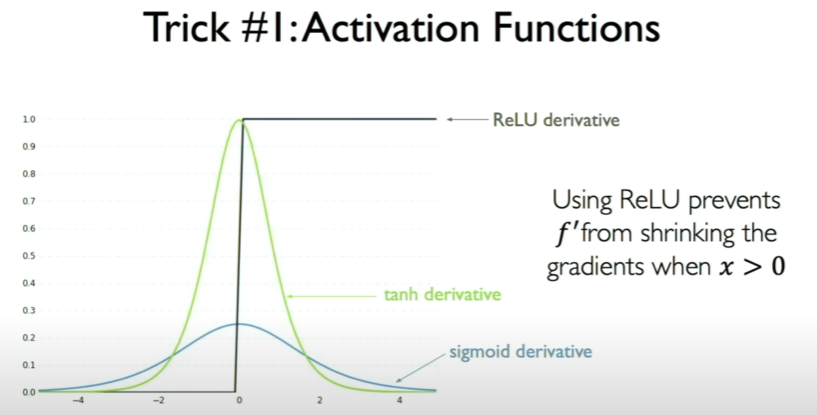 Trick #1: Activation Functions
1.0
0.9
0.8
0.7
0.6
0.5
0.4
0.3
0.2
0.1
0.0
−4
−2
0
2
4
ReLU derivative
tanh derivative
sigmoid derivative
Using ReLU prevents
f′ from shrinking the
gradients when x > 0